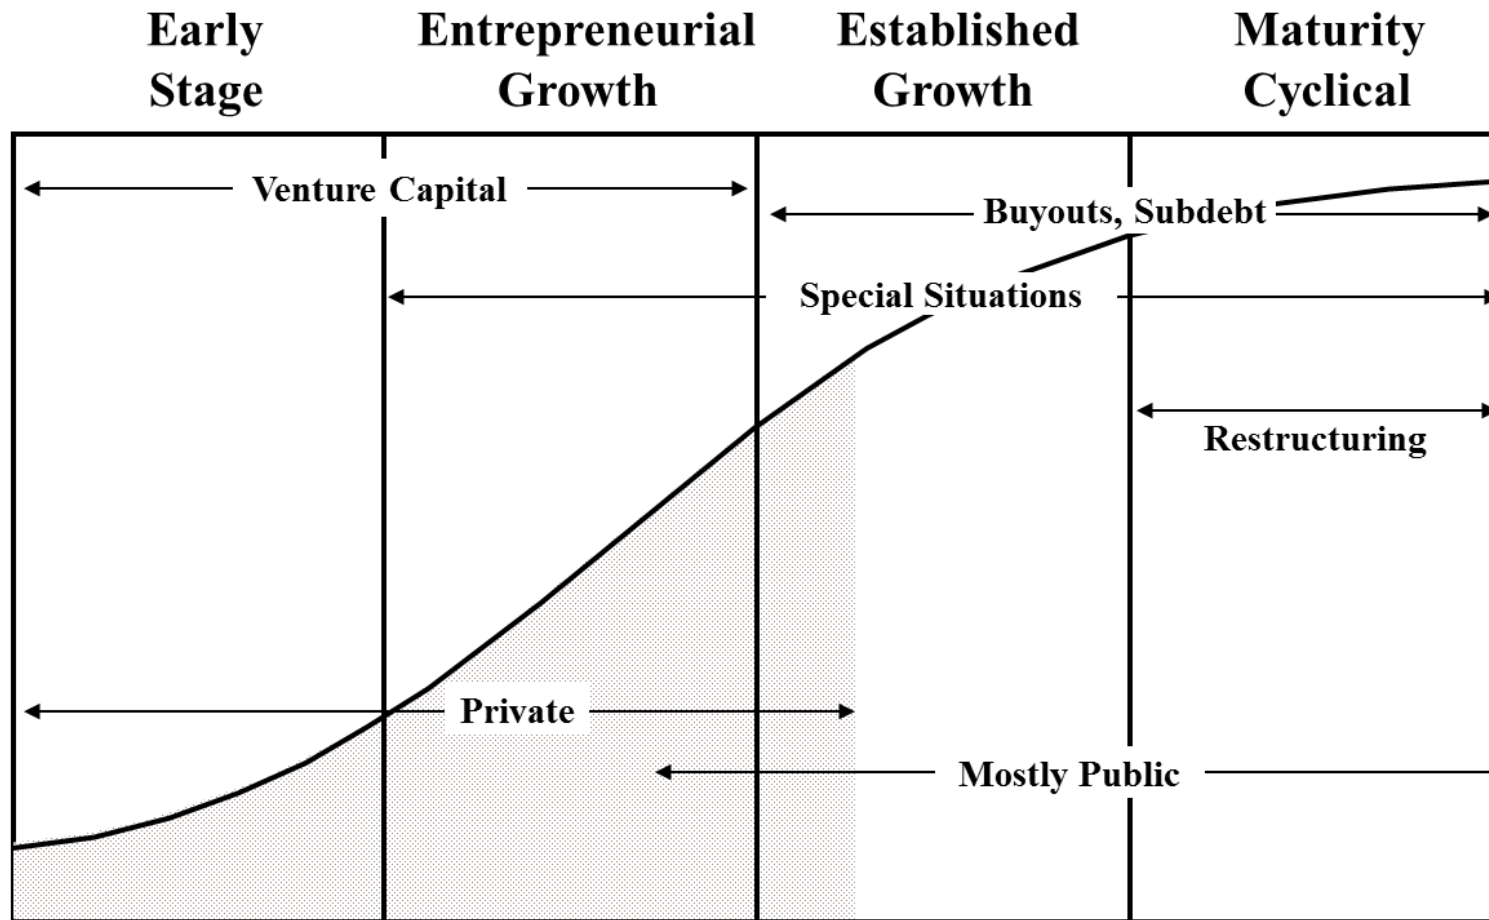 Early
Stage
Entrepreneurial
Growth
Established
Growth
Maturity
Cyclical
Venture Capital
Buyouts, Subdebt
Special Situations
Restructuring
Private
Mostly Public